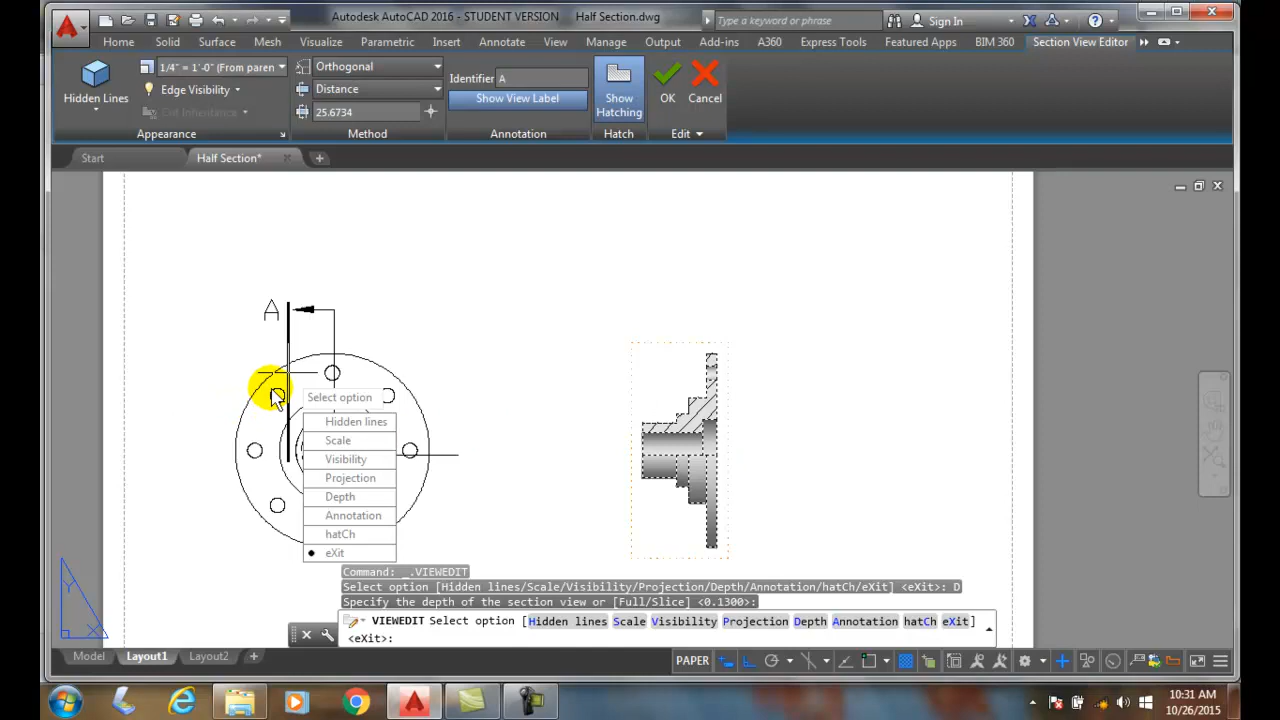 Autodesk AutoCAD 2016 - STUDENT VERSION Half Section.dwg
Type a keyword or phrase
Sign In
Home Solid Surface Mesh Visualize Parametric Insert Annotate View Manage Output Add-ins A360 Express Tools Featured Apps BIM 360 Section View Editor
Hidden Lines
1/4" = 1'-0" (From paren
Edge Visibility
Cut Inheritance
Appearance
Orthogonal
Distance
25.6734
Method
Identifier A
Show View Label
Annotation
Show
Hatching
Hatch
OK
Cancel
Edit
Start
Half Section*
A
Select option
Hidden lines
Scale
Visibility
Projection
Depth
Annotation
hatCh
eXit
Y
X
Command: _.VIEWEDIT
Select option [Hidden lines/Scale/Visibility/Projection/Depth/Annotation/hatCh/eXit] <eXit>: D
Specify the depth of the section view or [Full/Slice] <0.1300>:
VIEWEDIT Select option [Hidden lines Scale Visibility Projection Depth Annotation hatCh eXit]
<eXit>:
Model Layout1 Layout2
PAPER
10:31 AM
10/26/2015